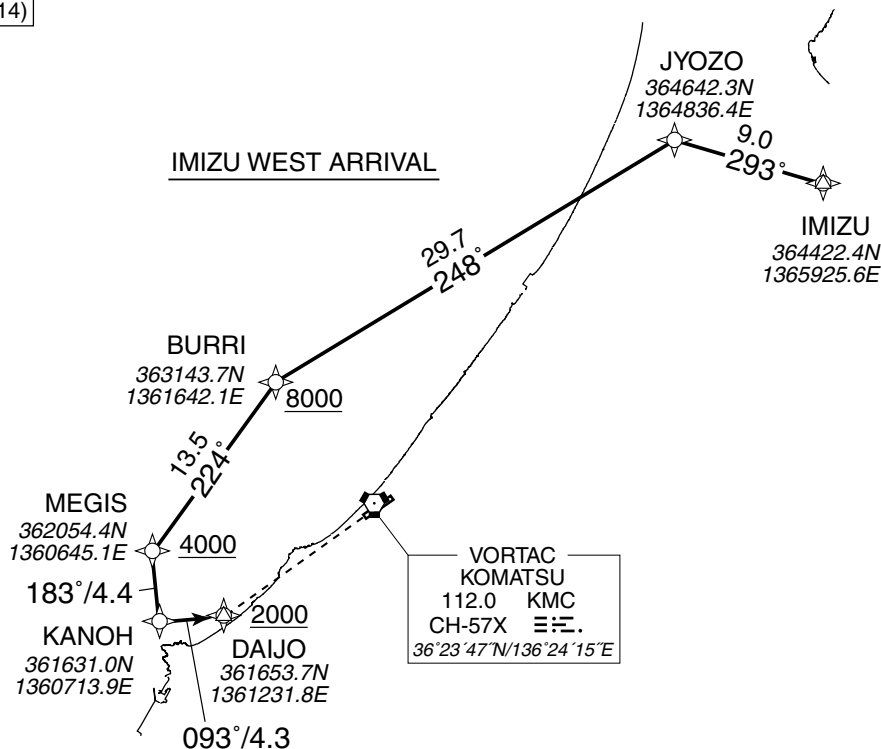 14)
JYOZO
364642.3N
1364836.4E
9.0
293°
IMIZU WEST ARRIVAL
IMIZU
364422.4N
1365925.6E
29.7
248°
BURRI
363143.7N
1361642.1E
8000
13.5
224°
MEGIS
362054.4N
1360645.1E
4000
183°/4.4
KANOH
361631.0N
1360713.9E
2000
DAIJO
361653.7N
1361231.8E
093°/4.3
VORTAC
KOMATSU
112.0 KMC
CH-57X
36°23´47˝N/136°24´15˝E